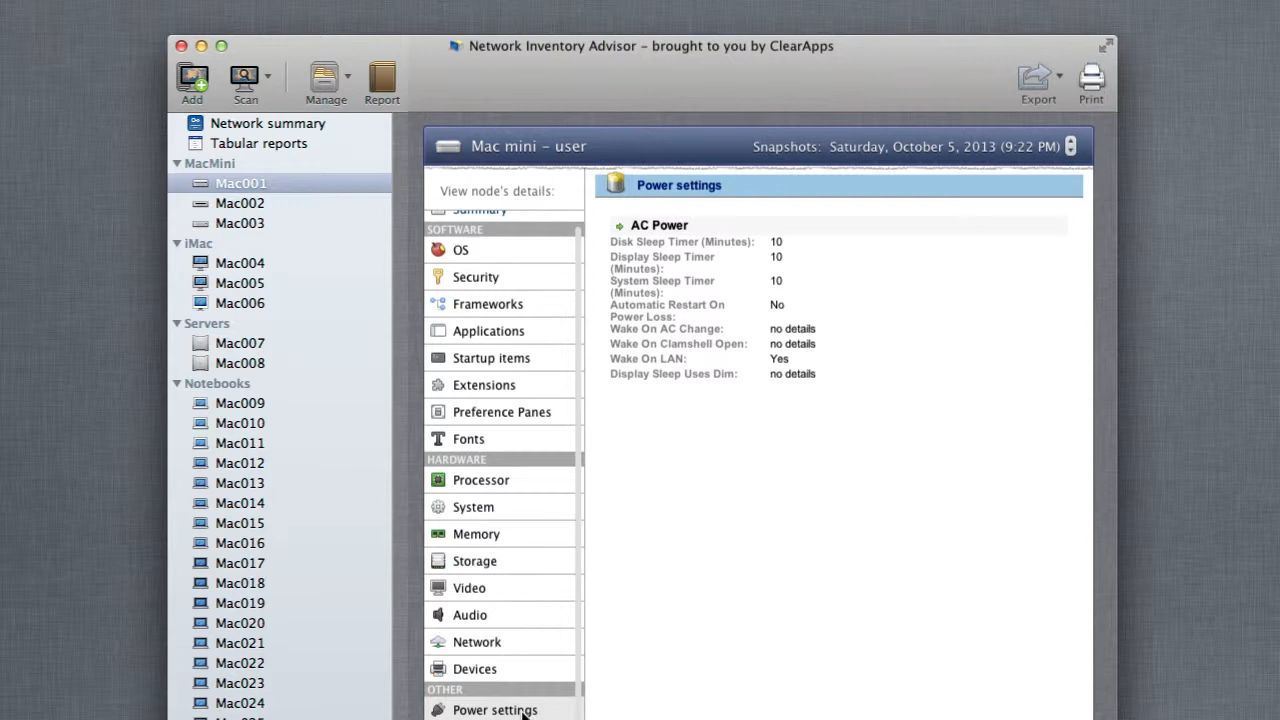 Network Inventory Advisor – brought to you by ClearApps
Add
Scan
Manage
Report
Export
Print
Network summary
Tabular reports
MacMini
Mac001
Mac002
Mac003
iMac
Mac004
Mac005
Mac006
Servers
Mac007
Mac008
Notebooks
Mac009
Mac010
Mac011
Mac012
Mac013
Mac014
Mac015
Mac016
Mac017
Mac018
Mac019
Mac020
Mac021
Mac022
Mac023
Mac024
Mac mini – user
Snapshots: Saturday, October 5, 2013 (9:22 PM)
View node's details:
Summary
SOFTWARE
OS
Security
Frameworks
Applications
Startup items
Extensions
Preference Panes
Fonts
HARDWARE
Processor
System
Memory
Storage
Video
Audio
Network
Devices
OTHER
Power settings
Power settings
AC Power
Disk Sleep Timer (Minutes): 10
Display Sleep Timer 10
(Minutes):
System Sleep Timer 10
(Minutes):
Automatic Restart On No
Power Loss:
Wake On AC Change: no details
Wake On Clamshell Open: no details
Wake On LAN: Yes
Display Sleep Uses Dim: no details